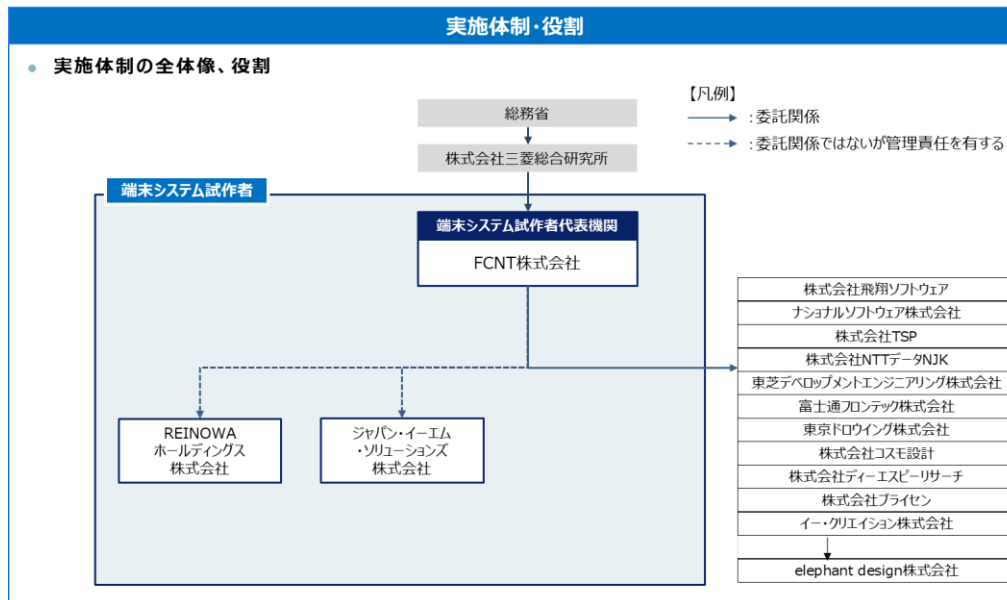 実施体制・役割
● 実施体制の全体像、役割
【凡例】
：委託関係
：委託関係ではないが管理責任を有する
総務省
株式会社三菱総合研究所
端末システム試作者
端末システム試作者代表機関
FCNT株式会社
REINOWA
ホールディングス
株式会社
ジャパン・イーエム
・ソリューションズ
株式会社
株式会社飛翔ソフトウェア
ナショナルソフトウェア株式会社
株式会社TSP
株式会社NTTデータNJK
東芝デベロップメントエンジニアリング株式会社
富士通フロンテック株式会社
東京ドロウイング株式会社
株式会社コスモ設計
株式会社ディーエスピーリサーチ
株式会社ブライセン
イー・クリエイション株式会社
elephant design株式会社